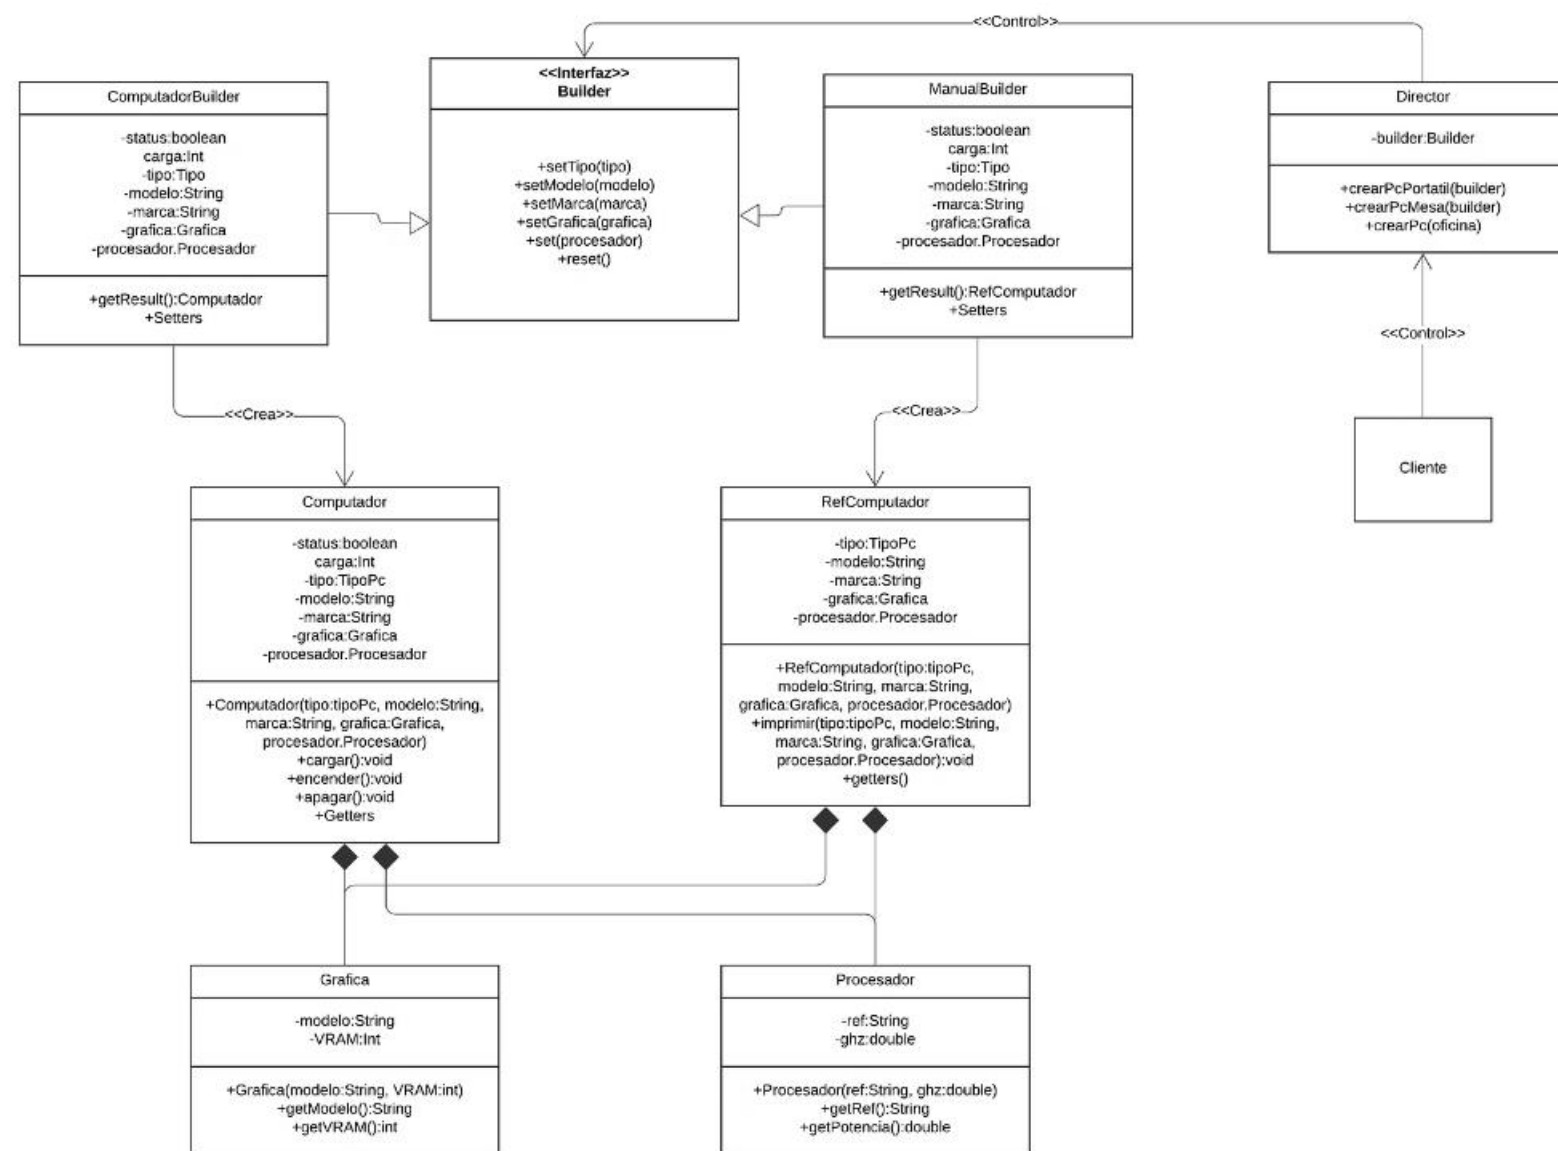 <<Control>>
ComputadorBuilder
-status:boolean
carga:Int
-tipo:Tipo
-modelo:String
-marca:String
-grafica:Grafica
-procesador.Procesador
+getResult():Computador
+Setters
<<Interfaz>>
Builder
+setTipo(tipo)
+setModelo(modelo)
+setMarca(marca)
+setGrafica(grafica)
+set(procesador)
+reset()
ManualBuilder
-status:boolean
carga:Int
-tipo:Tipo
-modelo:String
-marca:String
-grafica:Grafica
-procesador.Procesador
+getResult():RefComputador
+Setters
Director
-builder:Builder
+crearPcPortatil(builder)
+crearPcMesa(builder)
+crearPc(oficina)
<<Control>>
Cliente
<<Crea>>
<<Crea>>
Computador
-status:boolean
carga:Int
-tipo:TipoPc
-modelo:String
-marca:String
-grafica:Grafica
-procesador.Procesador
+Computador(tipo:tipoPc, modelo:String,
marca:String, grafica:Grafica,
procesador.Procesador)
+cargar():void
+encender():void
+apagar():void
+Getters
RefComputador
-tipo:TipoPc
-modelo:String
-marca:String
-grafica:Grafica
-procesador.Procesador
+RefComputador(tipo:tipoPc,
modelo:String, marca:String,
grafica:Grafica, procesador.Procesador)
+imprimir(tipo:tipoPc, modelo:String,
marca:String, grafica:Grafica,
procesador.Procesador):void
+getters()
Grafica
-modelo:String
-VRAM:Int
+Grafica(modelo:String, VRAM:int)
+getModelo():String
+getVRAM():int
Procesador
-ref:String
-ghz:double
+Procesador(ref:String, ghz:double)
+getRef():String
+getPotencia():double